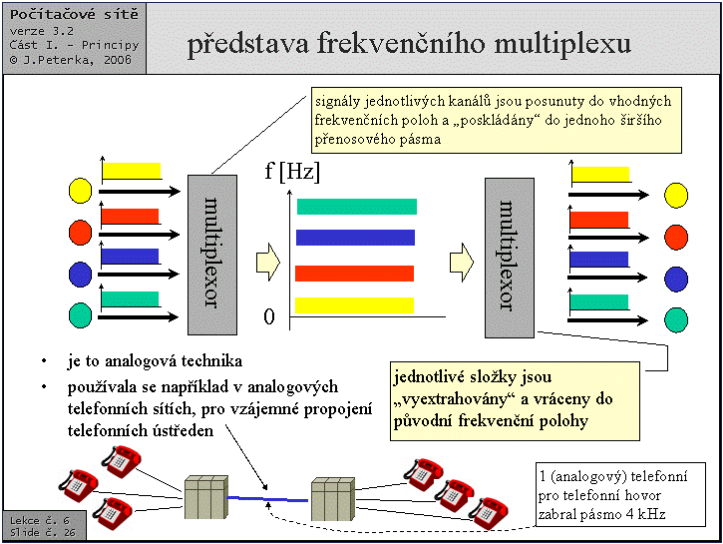 Počítačové sítě
verze 3.2
Část I. - Principy
© J.Peterka, 2006
představa frekvenčního multiplexu
signály jednotlivých kanálů jsou posunuty do vhodných
frekvenčních poloh a „poskládány" do jednoho širšího
přenosového pásma
f [Hz]
multiplexor
0
multiplexor
• je to analogová technika
• používala se například v analogových
telefonních sítích, pro vzájemné propojení
telefonních ústředen
jednotlivé složky jsou
„vyextrahovány" a vráceny do
původní frekvenční polohy
1 (analogový) telefonní
pro telefonní hovor
zabral pásmo 4 kHz
Lekce č. 6
Slide č. 26